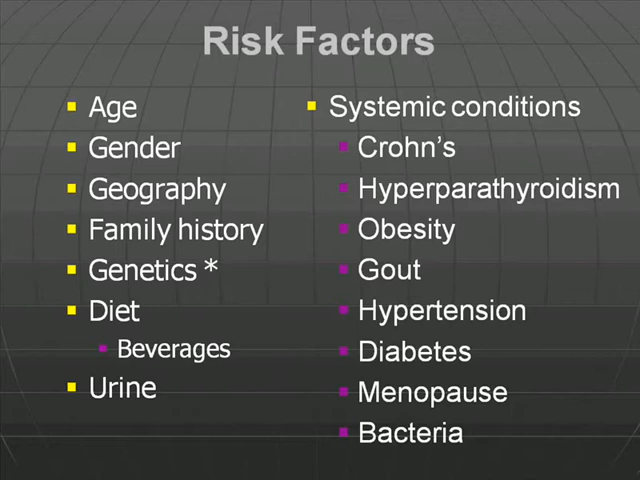 Risk Factors
Age
Gender
Geography
Family history
Genetics *
Diet
Beverages
Urine
Systemic conditions
Crohn's
Hyperparathyroidism
Obesity
Gout
Hypertension
Diabetes
Menopause
Bacteria